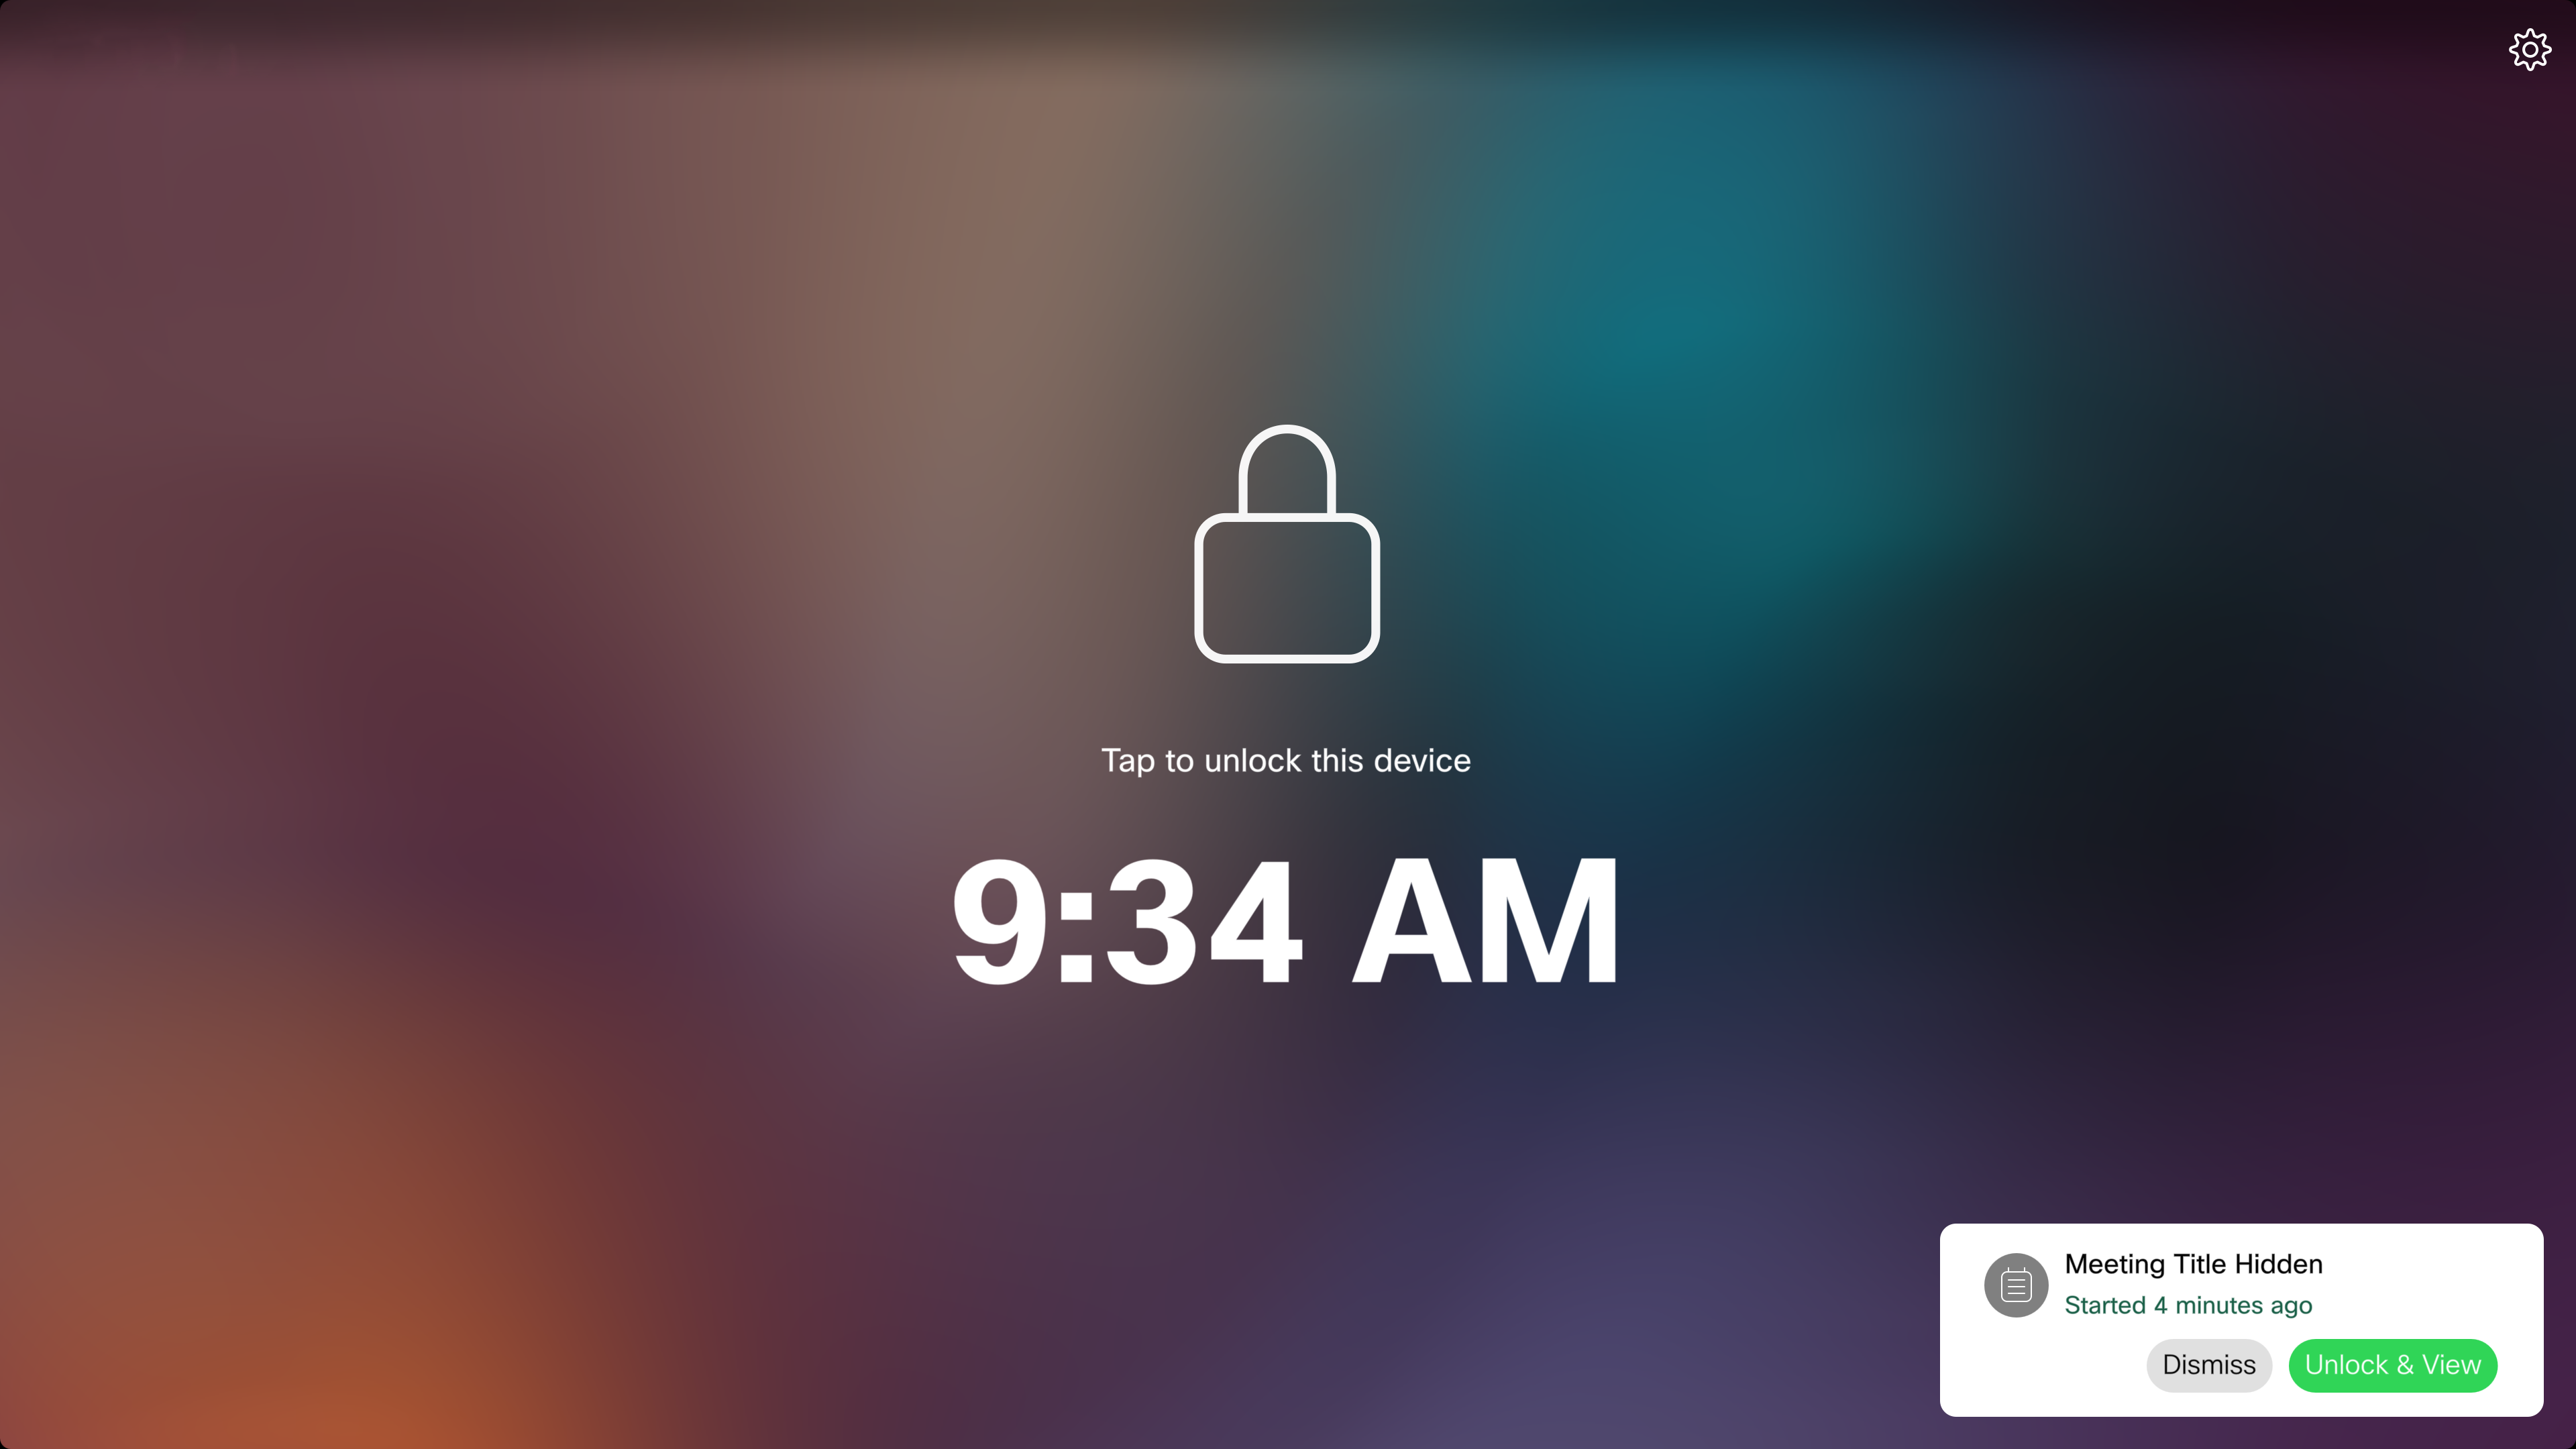 Tap to unlock this device
9:34 AM
Meeting Title Hidden
Started 4 minutes ago
Dismiss
Unlock & View